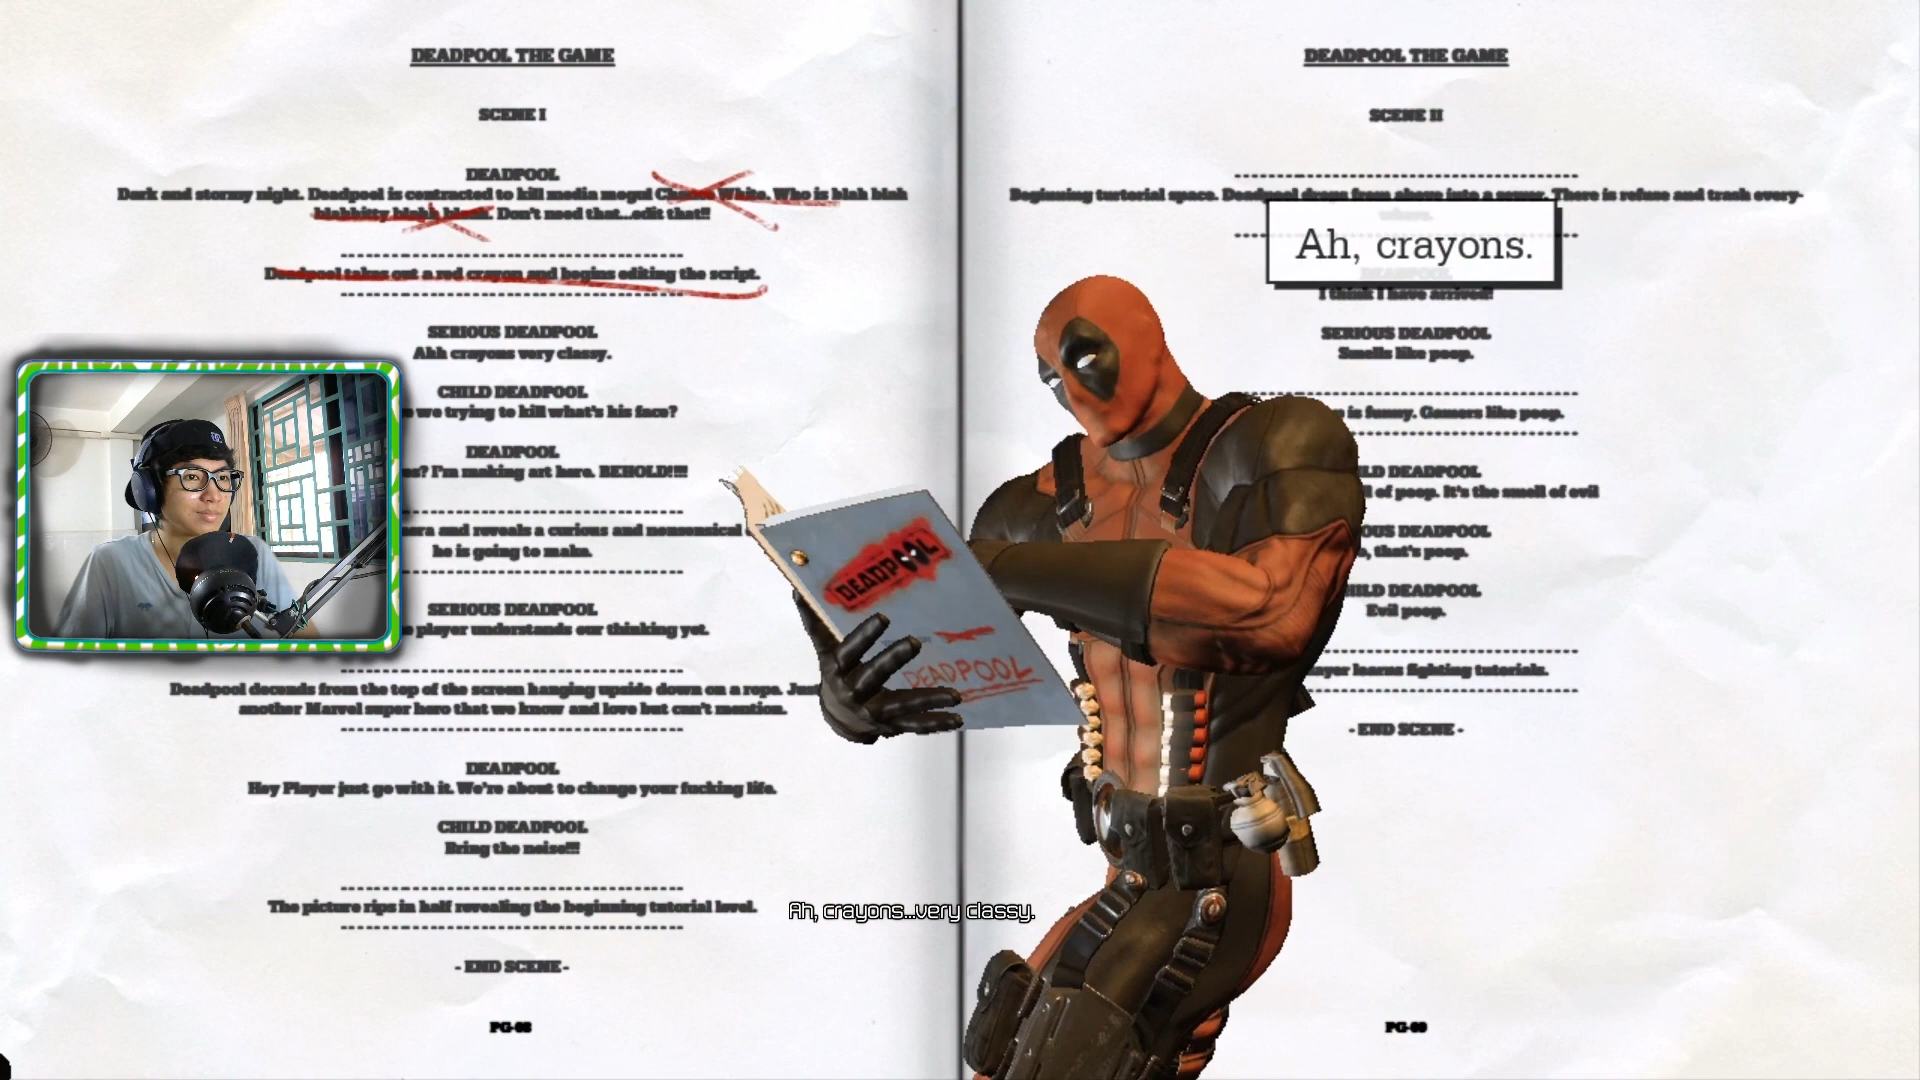 DEADPOOL THE GAME
SCENE I
DEADPOOL
Dark and stormy night. Deadpool is contracted to kill media mogul White. Who is blah blah
blahbitty blahh blaah. Don't need that...edit that!!
Deadpool takes out a red crayon and begins editing the script.
SERIOUS DEADPOOL
Ahh crayons very classy.
CHILD DEADPOOL
we trying to kill what's his face?
DEADPOOL
I'm making art here. BEHOLD!!!!
and reveals a curious and nonsensical
he is going to make.
SERIOUS DEADPOOL
player understands our thinking yet.
Deadpool decends from the top of the screen hanging upside down on a rope.
another Marvel super hero that we know and love but can't mention.
DEADPOOL
Hey Player just go with it. We're about to change your fucking life.
CHILD DEADPOOL
Bring the noise!!!
The picture rips in half revealing the beginning tutorial level.
- END SCENE -
PG-08
DEADPOOL THE GAME
SCENE II
Beginning turtorial space. Deadpool drops from above into a sewer. There is refuse and trash every-
where.
Ah, crayons.
DEADPOOL
I think I have arrived!
SERIOUS DEADPOOL
Smells like poop.
is funny. Gamers like poop.
DEADPOOL
of poop. It's the smell of evil
DEADPOOL
that's poop.
DEADPOOL
Evil poop.
learns fighting tutorials.
- END SCENE -
PG-09
DEADPOOL
DEADPOOL
Ah, crayons...very classy.